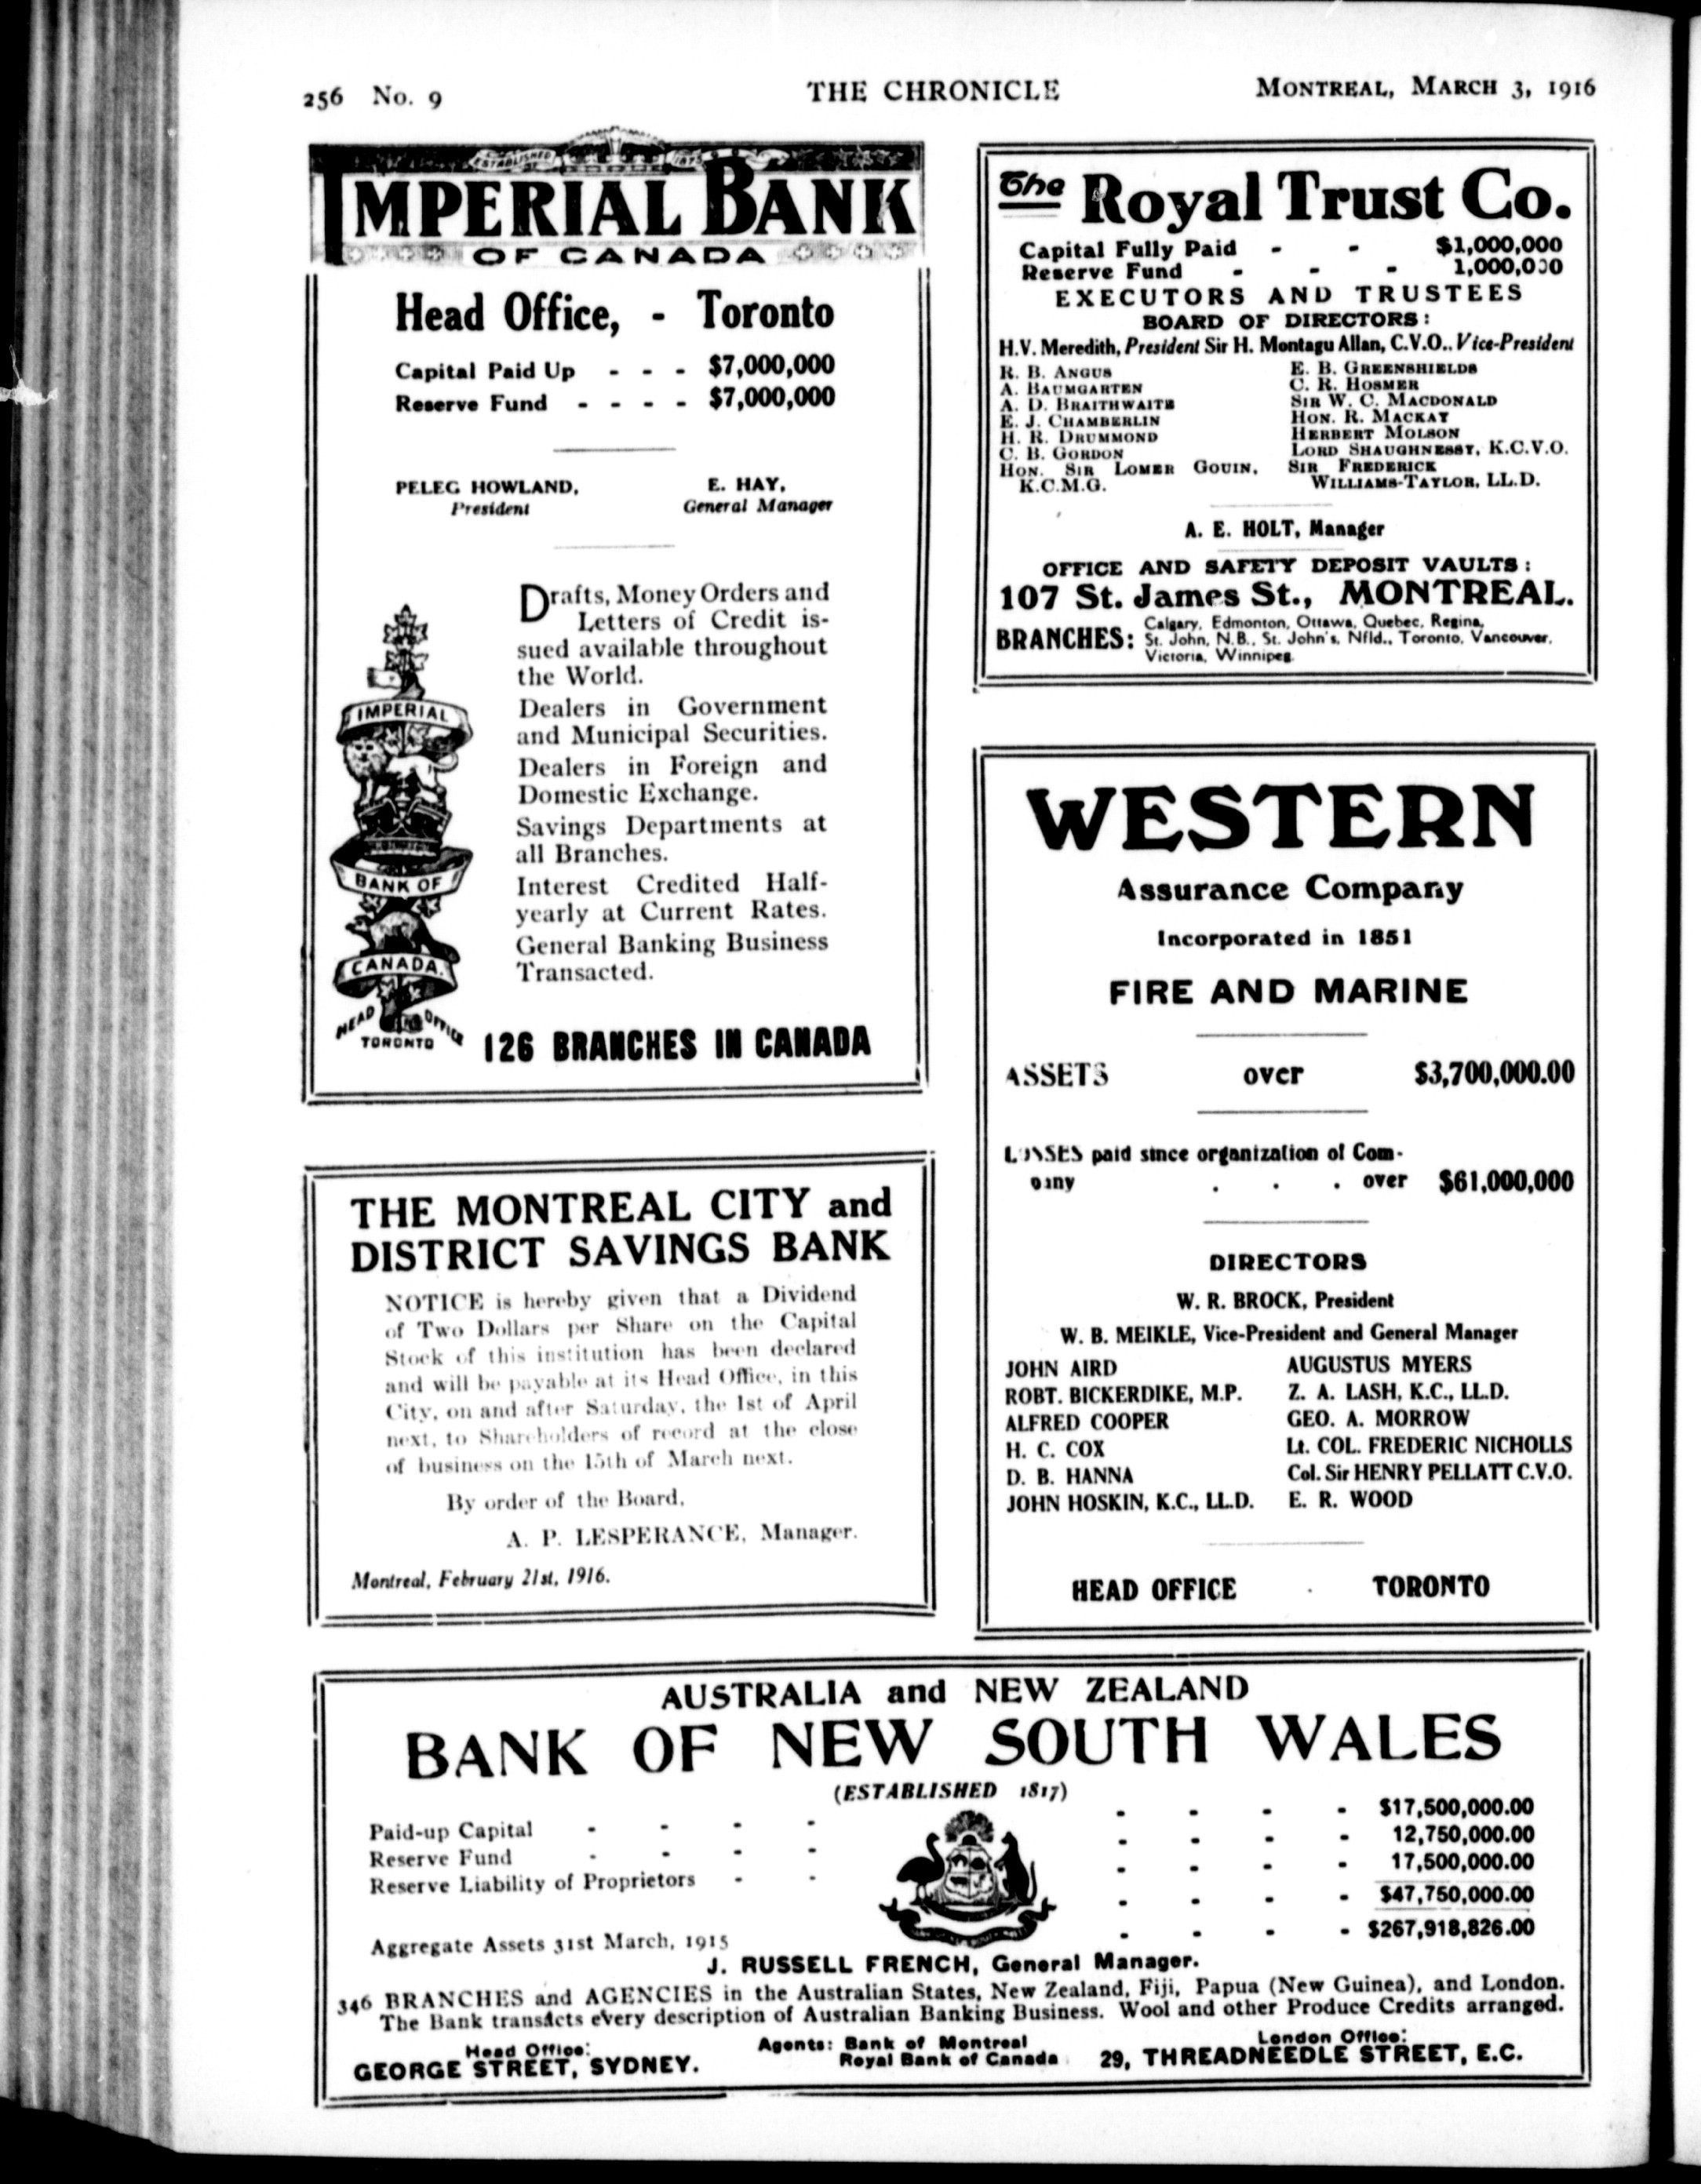 256 No. 9
THE CHRONICLE
MONTREAL, MARCH 3, 1916
ESTABLISHED 1875
IMPERIAL BANK
OF CANADA
Head Office, - Toronto
Capital Paid Up - - - $7,000,000
Reserve Fund - - - - $7,000,000
PELEG HOWLAND,
President
E. HAY,
General Manager
Drafts, Money Orders and
Letters of Credit is-
sued available throughout
the World.
Dealers in Government
and Municipal Securities.
Dealers in Foreign and
Domestic Exchange.
Savings Departments at
all Branches.
Interest Credited Half-
yearly at Current Rates.
General Banking Business
Transacted.
IMPERIAL
BANK OF
CANADA.
HEAD OFFICE
TORONTO
126 BRANCHES IN CANADA
THE MONTREAL CITY and
DISTRICT SAVINGS BANK
NOTICE is hereby given that a Dividend
of Two Dollars per Share on the Capital
Stock of this institution has been declared
and will be payable at its Head Office, in this
City, on and after Saturday, the 1st of April
next, to Shareholders of record at the close
of business on the 15th of March next.
By order of the Board,
A. P. LESPERANCE, Manager.
Montreal, February 21st, 1916.
The Royal Trust Co.
Capital Fully Paid - - $1,000,000
Reserve Fund - - - 1,000,000
EXECUTORS AND TRUSTEES
BOARD OF DIRECTORS:
H.V. Meredith, President Sir H. Montagu Allan, C.V.O., Vice-President
R. B. ANGUS
A. BAUMGARTEN
A. D. BRAITHWAITE
E. J. CHAMBERLIN
H. R. DRUMMOND
C. B. GORDON
HON. SIR LOMER GOUIN,
K.C.M.G.
E. B. GREENSHIELDS
C. R. HOSMER
SIR W. C. MACDONALD
HON. R. MACKAY
HERBERT MOLSON
LORD SHAUGHNESSY, K.C.V.O.
SIR FREDERICK
WILLIAMS-TAYLOR, LL.D.
A. E. HOLT, Manager
OFFICE AND SAFETY DEPOSIT VAULTS:
107 St. James St., MONTREAL.
BRANCHES: Calgary, Edmonton, Ottawa, Quebec, Regina,
St. John, N.B., St. John's, Nfld., Toronto, Vancouver,
Victoria, Winnipeg.
WESTERN
Assurance Company
Incorporated in 1851
FIRE AND MARINE
ASSETS over $3,700,000.00
LOSSES paid since organization of Com-
pany . . . over $61,000,000
DIRECTORS
W. R. BROCK, President
W. B. MEIKLE, Vice-President and General Manager
JOHN AIRD
ROBT. BICKERDIKE, M.P.
ALFRED COOPER
H. C. COX
D. B. HANNA
JOHN HOSKIN, K.C., LL.D.
AUGUSTUS MYERS
Z. A. LASH, K.C., LL.D.
GEO. A. MORROW
Lt. COL. FREDERIC NICHOLLS
Col. Sir HENRY PELLATT C.V.O.
E. R. WOOD
HEAD OFFICE . TORONTO
AUSTRALIA and NEW ZEALAND
BANK OF NEW SOUTH WALES
(ESTABLISHED 1817)
Paid-up Capital - - - - - - - - $17,500,000.00
Reserve Fund - - - - - - - - 12,750,000.00
Reserve Liability of Proprietors - - - - - - 17,500,000.00
- - - - $47,750,000.00
Aggregate Assets 31st March, 1915 - - - - $267,918,826.00
J. RUSSELL FRENCH, General Manager.
346 BRANCHES and AGENCIES in the Australian States, New Zealand, Fiji, Papua (New Guinea), and London.
The Bank transacts every description of Australian Banking Business. Wool and other Produce Credits arranged.
Head Office:
GEORGE STREET, SYDNEY.
Agents: Bank of Montreal
Royal Bank of Canada
London Office:
29, THREADNEEDLE STREET, E.C.